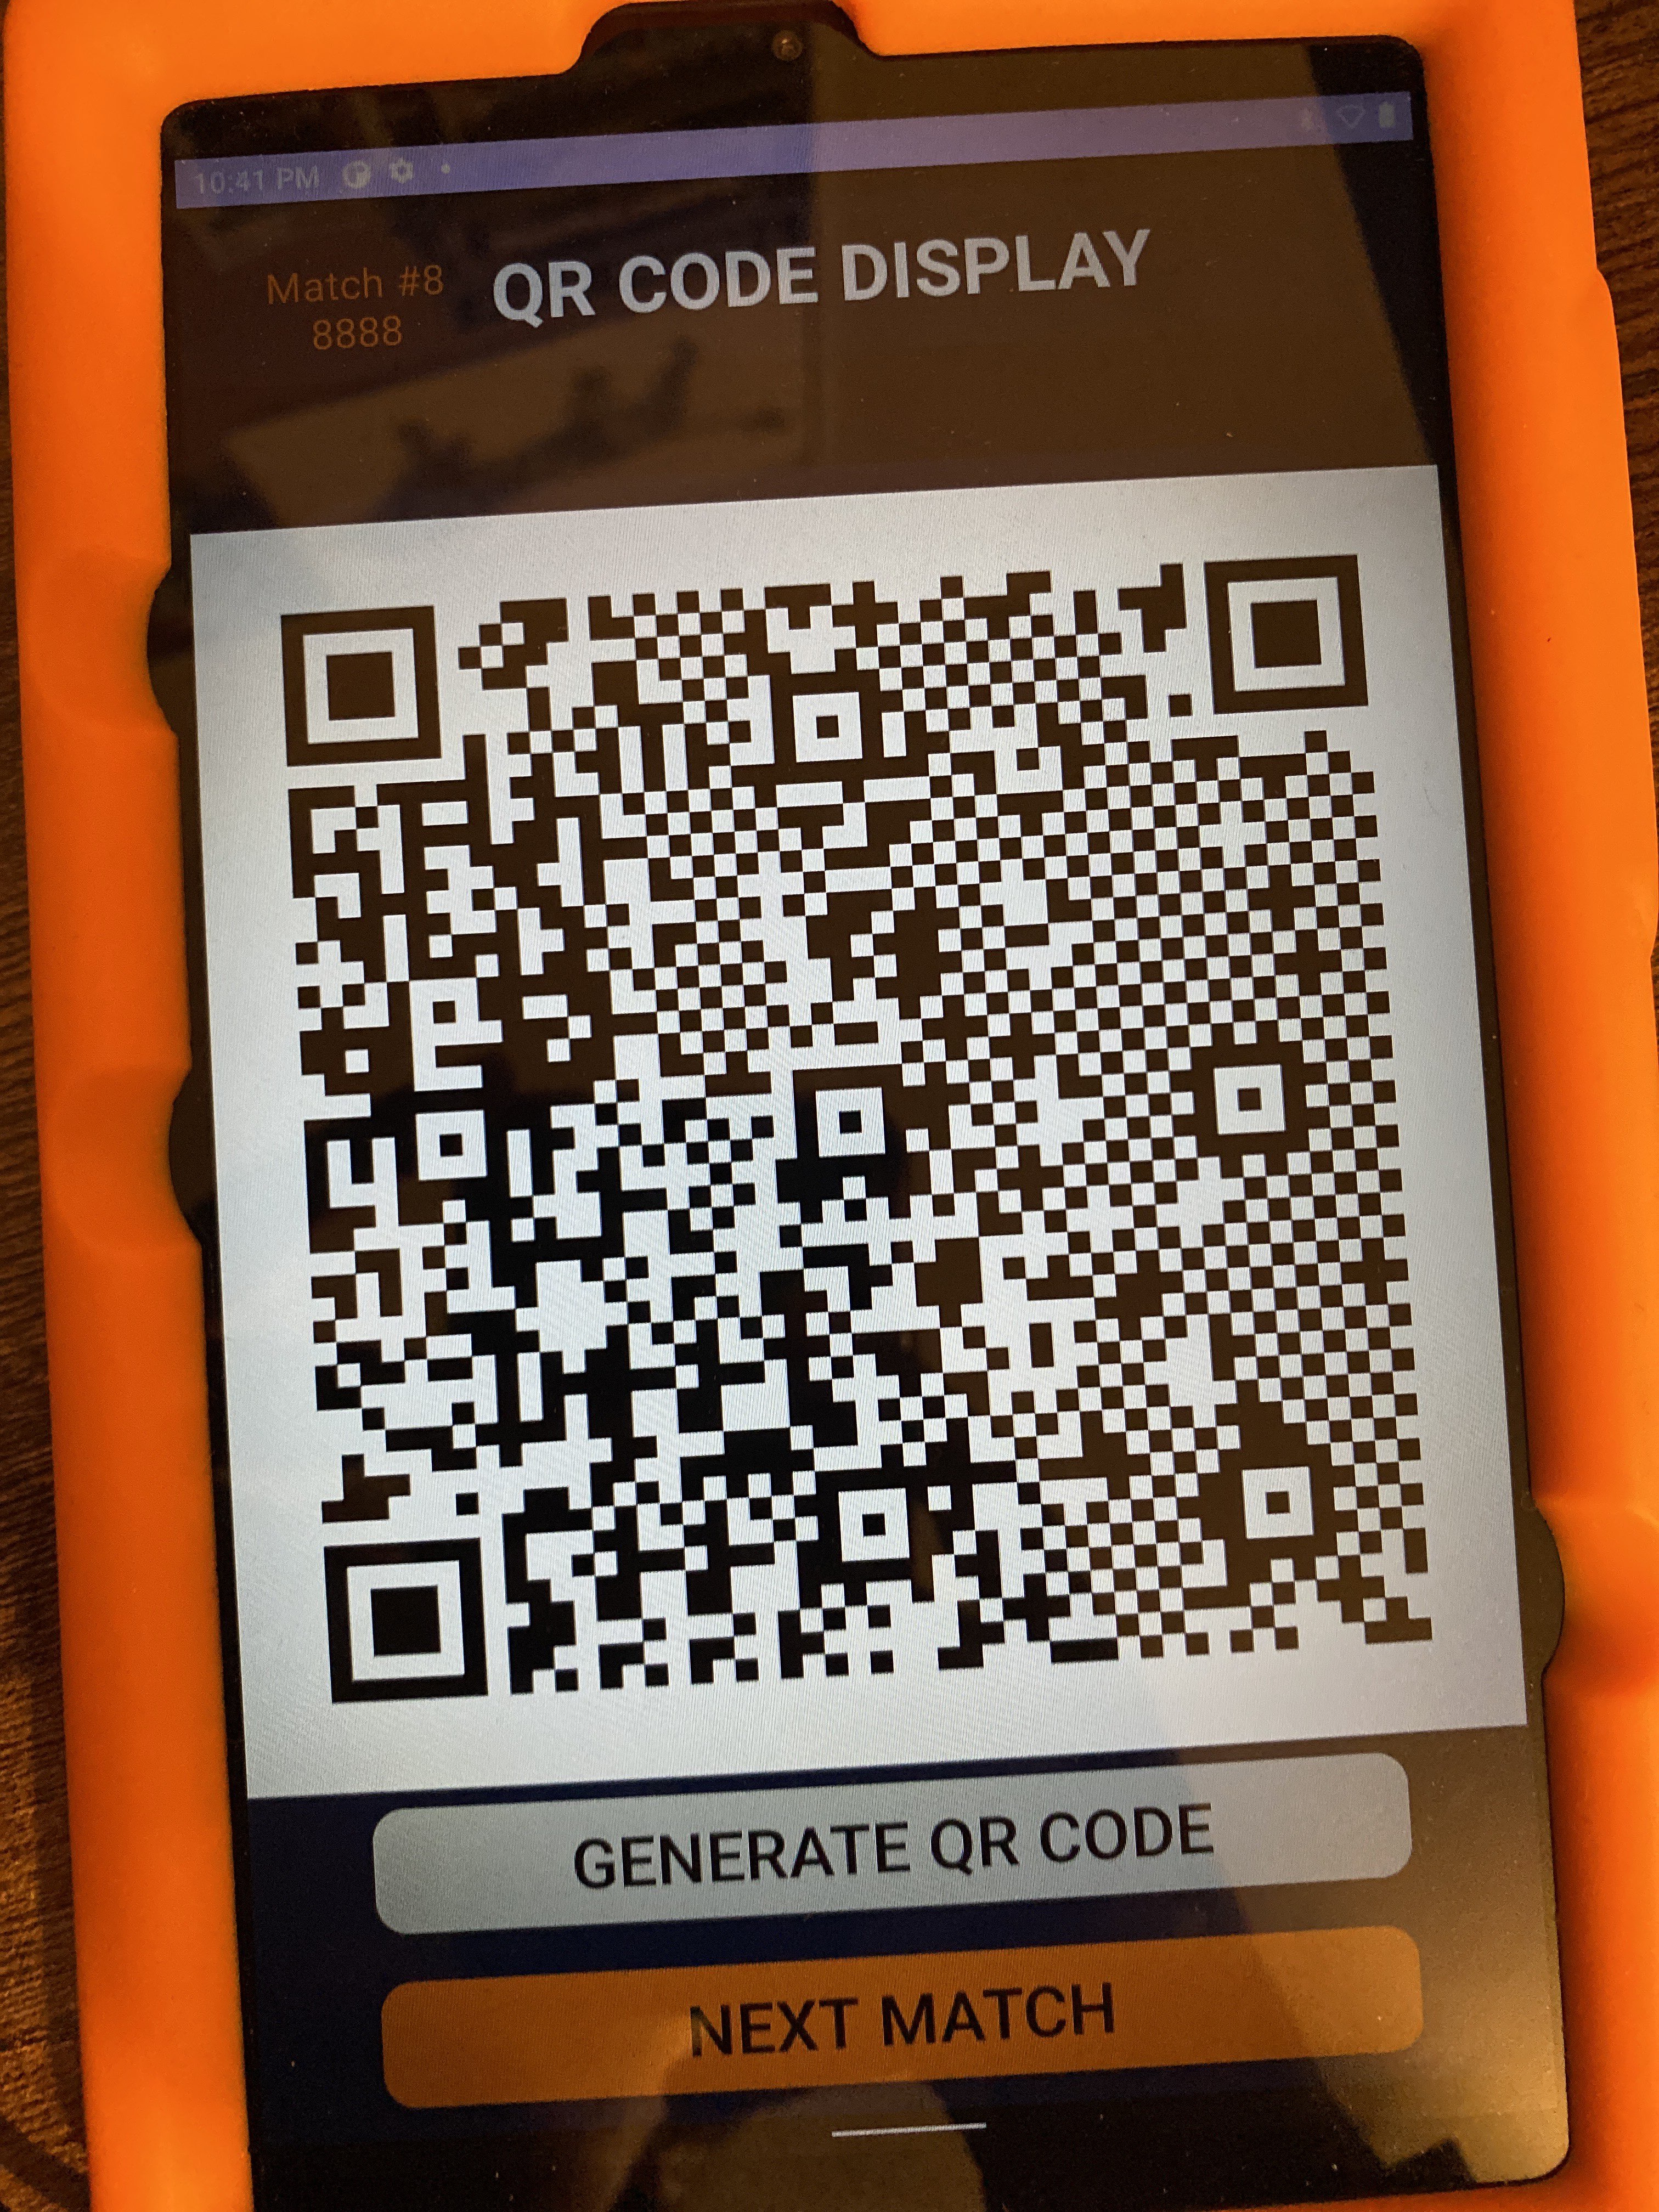 10:41 PM
Match #8
8888
QR CODE DISPLAY
GENERATE QR CODE
NEXT MATCH